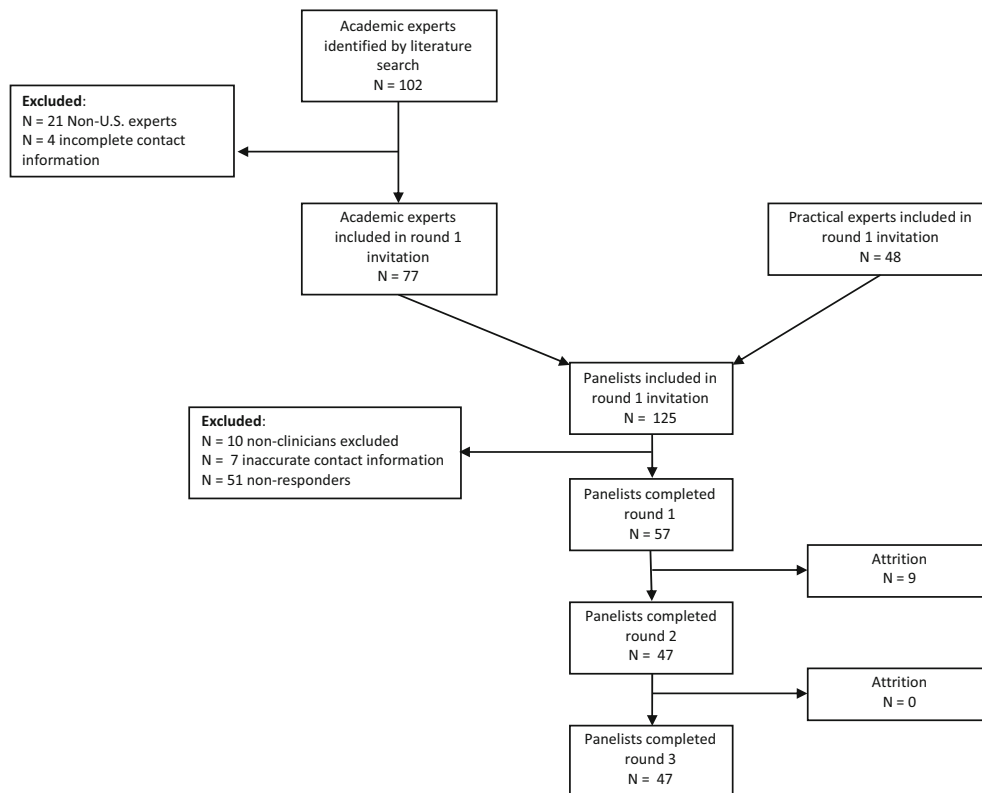 Academic experts
identified by literature
search
N = 102
Excluded:
N = 21 Non-U.S. experts
N = 4 incomplete contact
information
Academic experts
included in round 1
invitation
N = 77
Practical experts included in
round 1 invitation
N = 48
Panelists included in
round 1 invitation
N =  125
Excluded:
N = 10 non-clinicians excluded
N =  7 inaccurate contact information
N = 51 non-responders
Panelists completed
round 1
N = 57
Attrition
N = 9
Panelists completed
round 2
N =  47
Attrition
N = 0
Panelists completed
round 3
N = 47